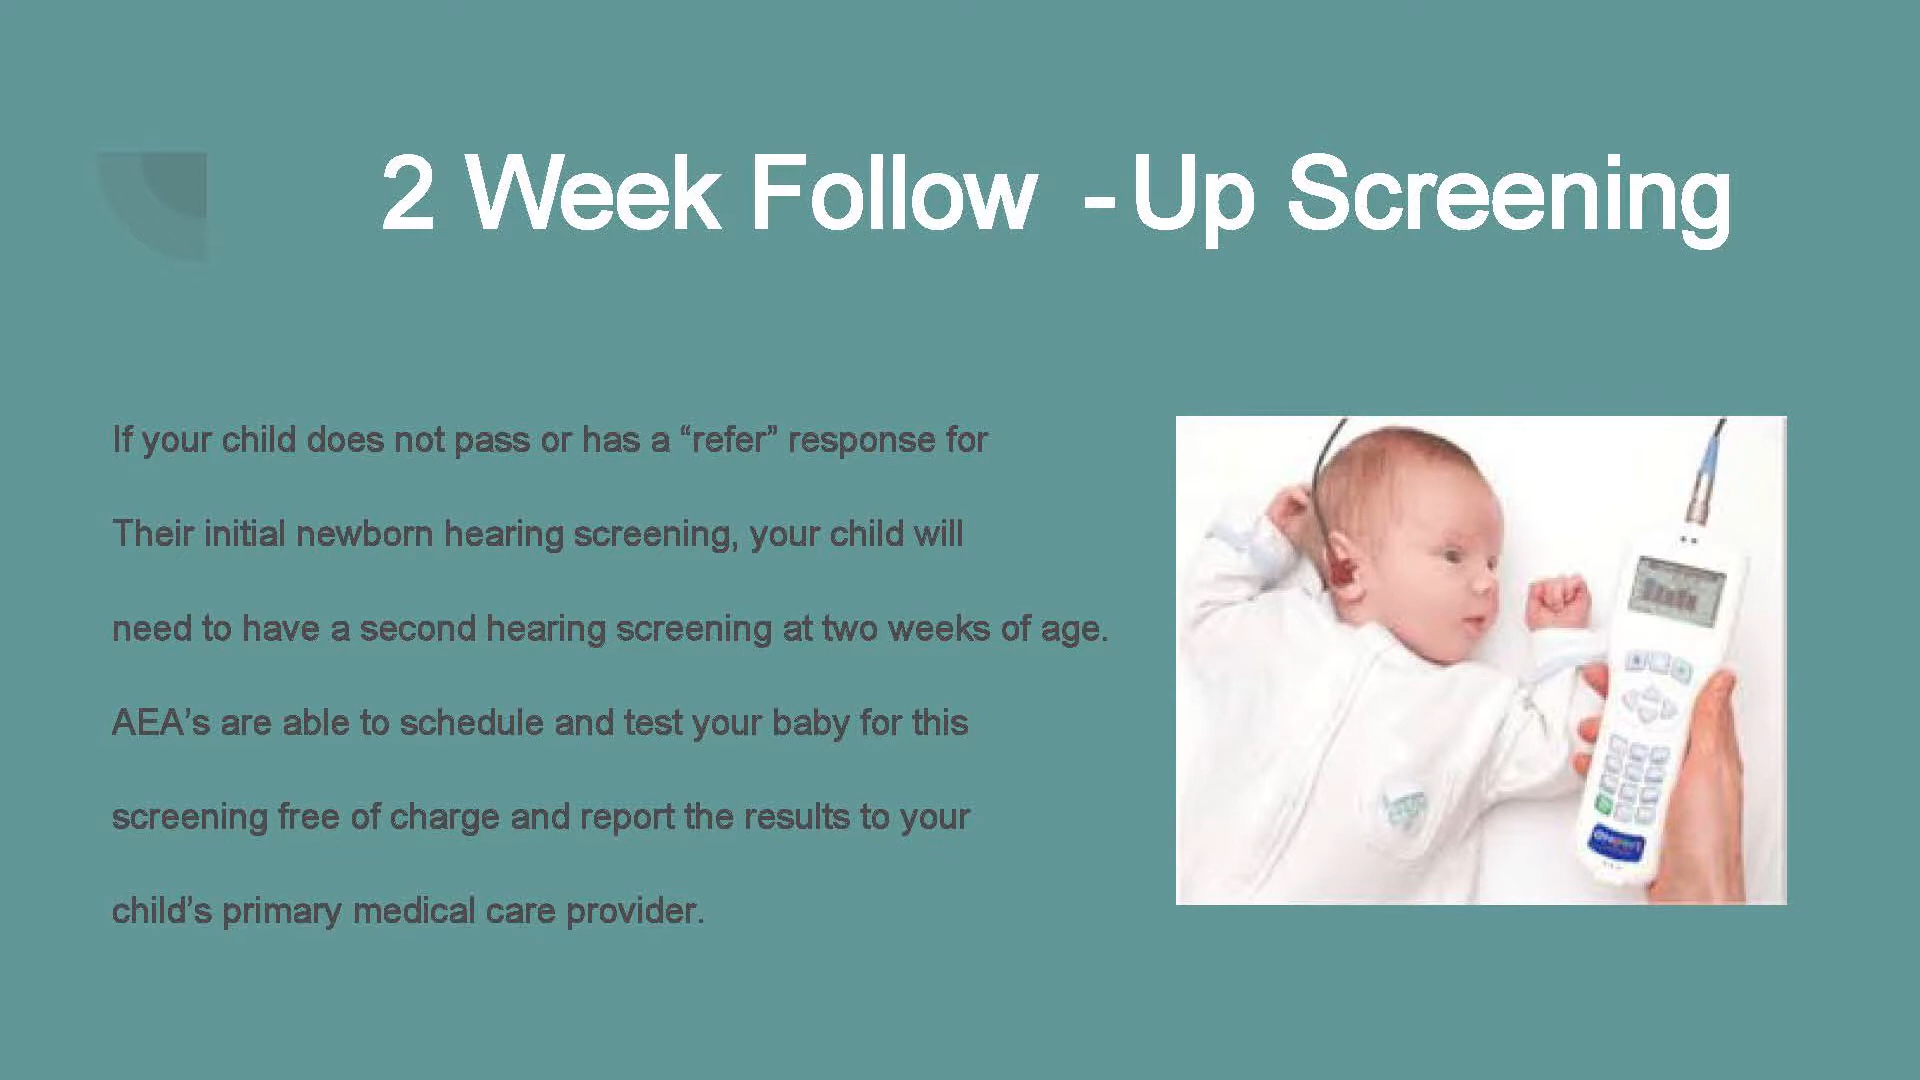 2 Week Follow -Up Screening
If your child does not pass or has a “refer” response for
Their initial newborn hearing screening, your child will
need to have a second hearing screening at two weeks of age.
AEA’s are able to schedule and test your baby for this
screening free of charge and report the results to your
child’s primary medical care provider.